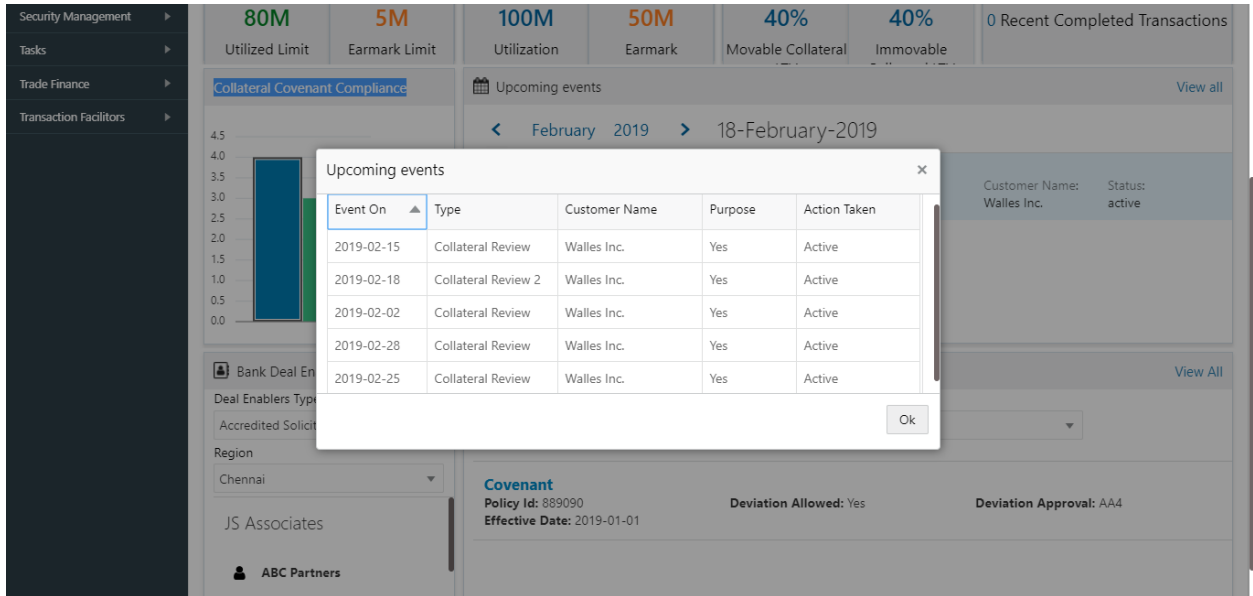 Security Management
Tasks
Trade Finance
Transaction Facilitors
80M
Utilized Limit
5M
Earmark Limit
100M
Utilization
50M
Earmark
40%
Movable Collateral
40%
Immovable
0 Recent Completed Transactions
Collateral Covenant Compliance
4.5
4.0
3.5
3.0
2.5
2.0
1.5
1.0
0.5
0.0
Upcoming events View all
February 2019 18-February-2019
Customer Name: Status:
Walles Inc. active
Upcoming events ×
Event On Type Customer Name Purpose Action Taken
2019-02-15 Collateral Review Walles Inc. Yes Active
2019-02-18 Collateral Review 2 Walles Inc. Yes Active
2019-02-02 Collateral Review Walles Inc. Yes Active
2019-02-28 Collateral Review Walles Inc. Yes Active
2019-02-25 Collateral Review Walles Inc. Yes Active
Ok
Bank Deal En
Deal Enablers Type
Accredited Solicit
Region
Chennai
JS Associates
ABC Partners
View All
Covenant
Policy Id: 889090 Deviation Allowed: Yes Deviation Approval: AA4
Effective Date: 2019-01-01